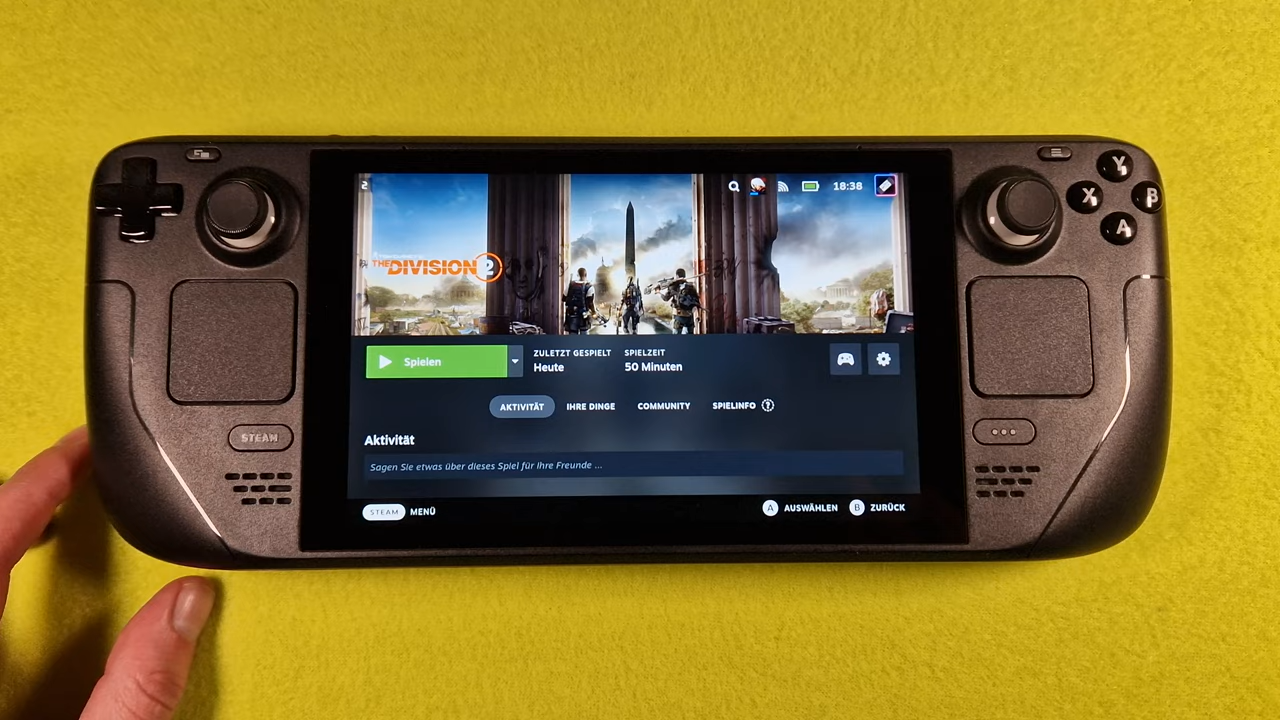 2
18:38
THE DIVISION 2
Spielen
ZULETZT GESPIELT
Heute
SPIELZEIT
50 Minuten
AKTIVITÄT
IHRE DINGE
COMMUNITY
SPIELINFO ?
Aktivität
Sagen Sie etwas über dieses Spiel für Ihre Freunde ...
STEAM MENÜ
A AUSWÄHLEN
B ZURÜCK
STEAM
Y
X
B
A